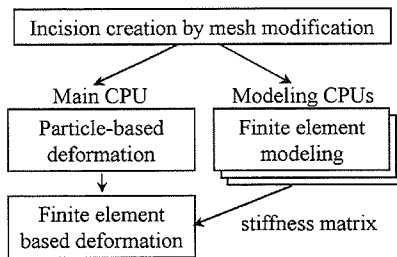 Incision creation by mesh modification
Main CPU
Modeling CPUs
Particle-based
deformation
Finite element
modeling
Finite element
based deformation
stiffness matrix